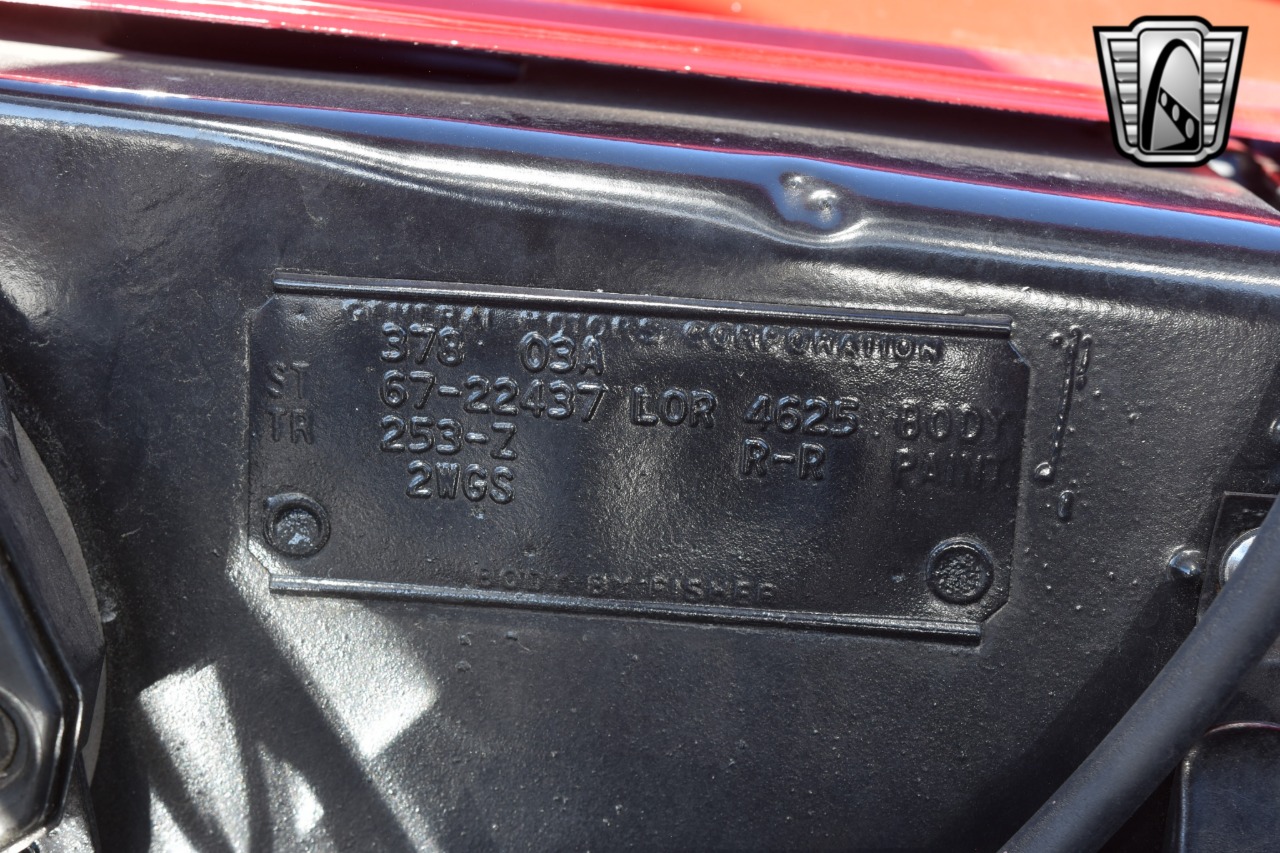 GENERAL MOTORS CORPORATION
378 03A
ST 67-22437 LOR 4625 BODY
TR 253-Z R-R PAINT
2WGS
BODY BY FISHER